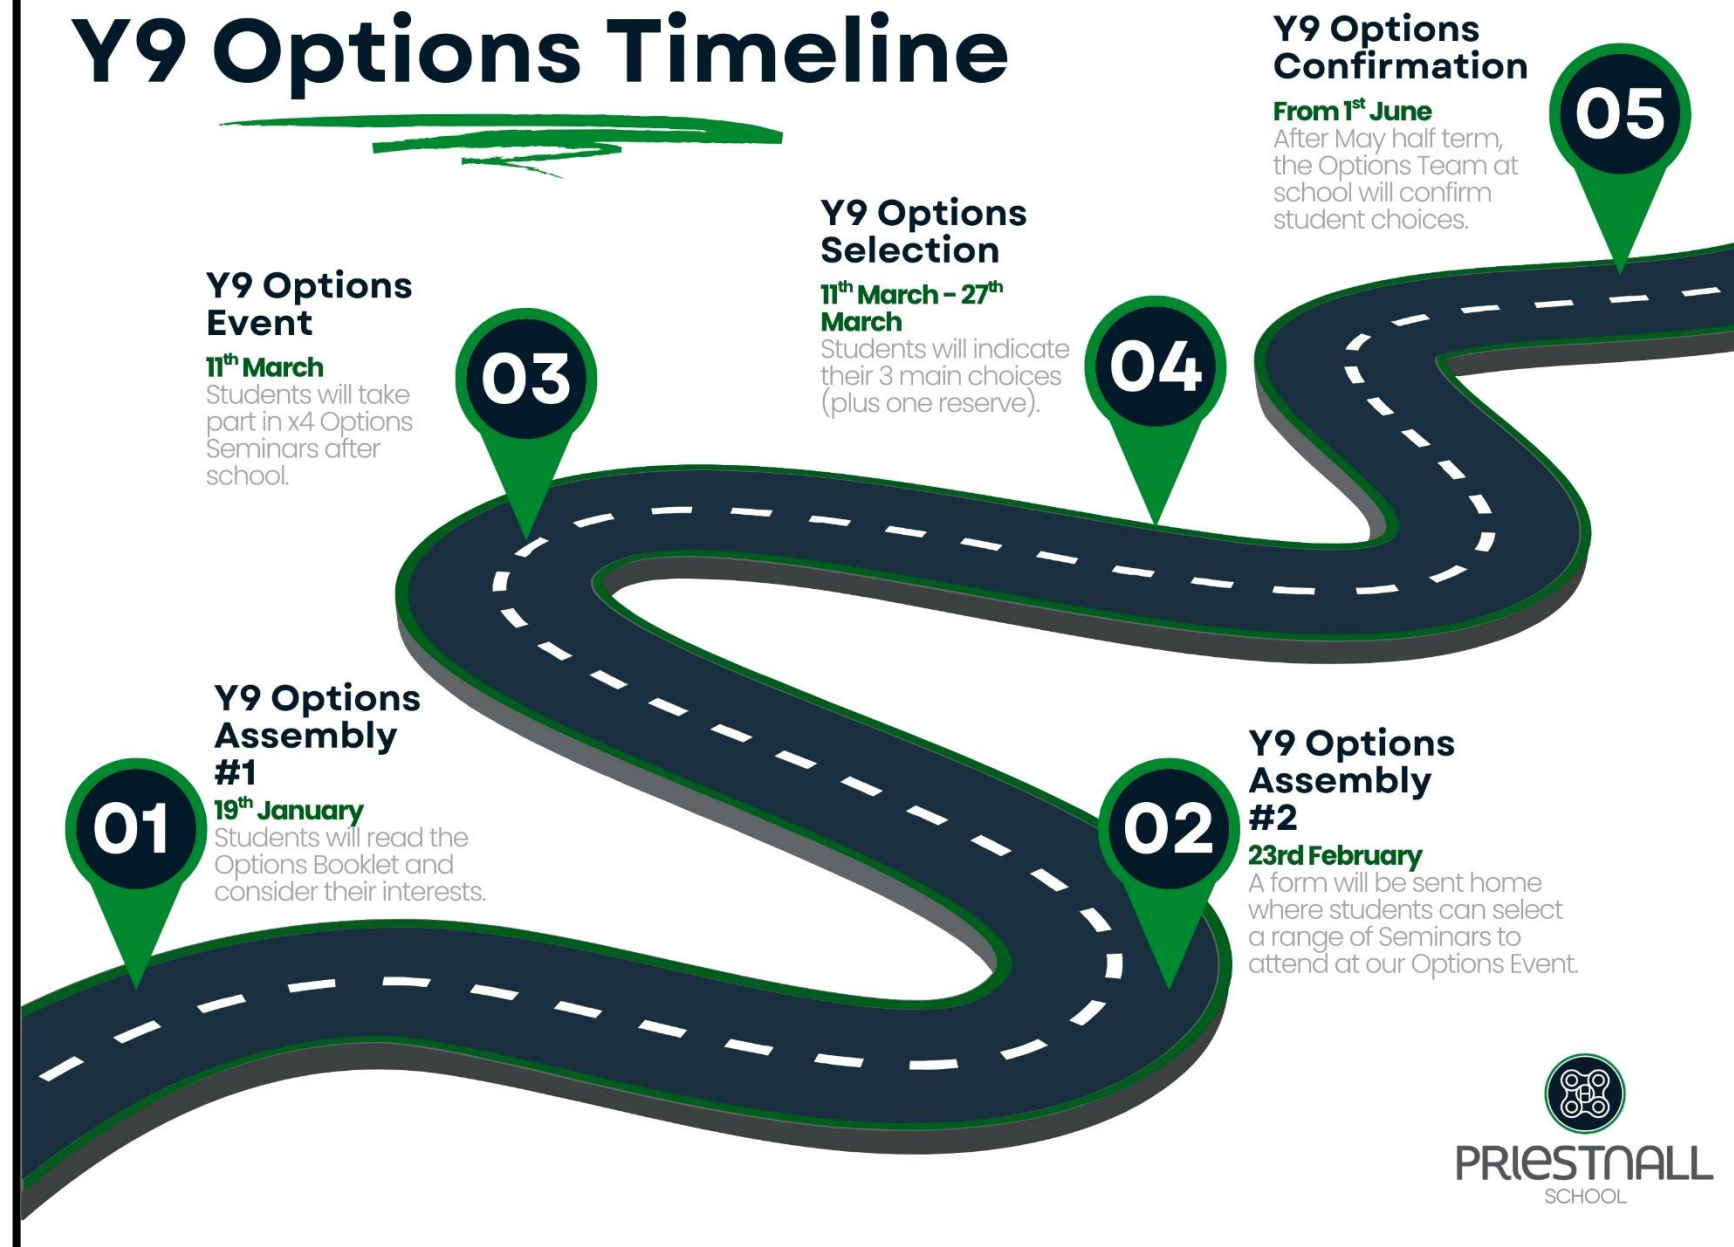 Y9 Options Timeline
01
Y9 Options
Assembly
#1
19th January
Students will read the
Options Booklet and
consider their interests.
02
Y9 Options
Assembly
#2
23rd February
A form will be sent home
where students can select
a range of Seminars to
attend at our Options Event.
03
Y9 Options
Event
11th March
Students will take
part in x4 Options
Seminars after
school.
04
Y9 Options
Selection
11th March – 27th
March
Students will indicate
their 3 main choices
(plus one reserve).
05
Y9 Options
Confirmation
From 1st June
After May half term,
the Options Team at
school will confirm
student choices.
PRIESTNALL
SCHOOL